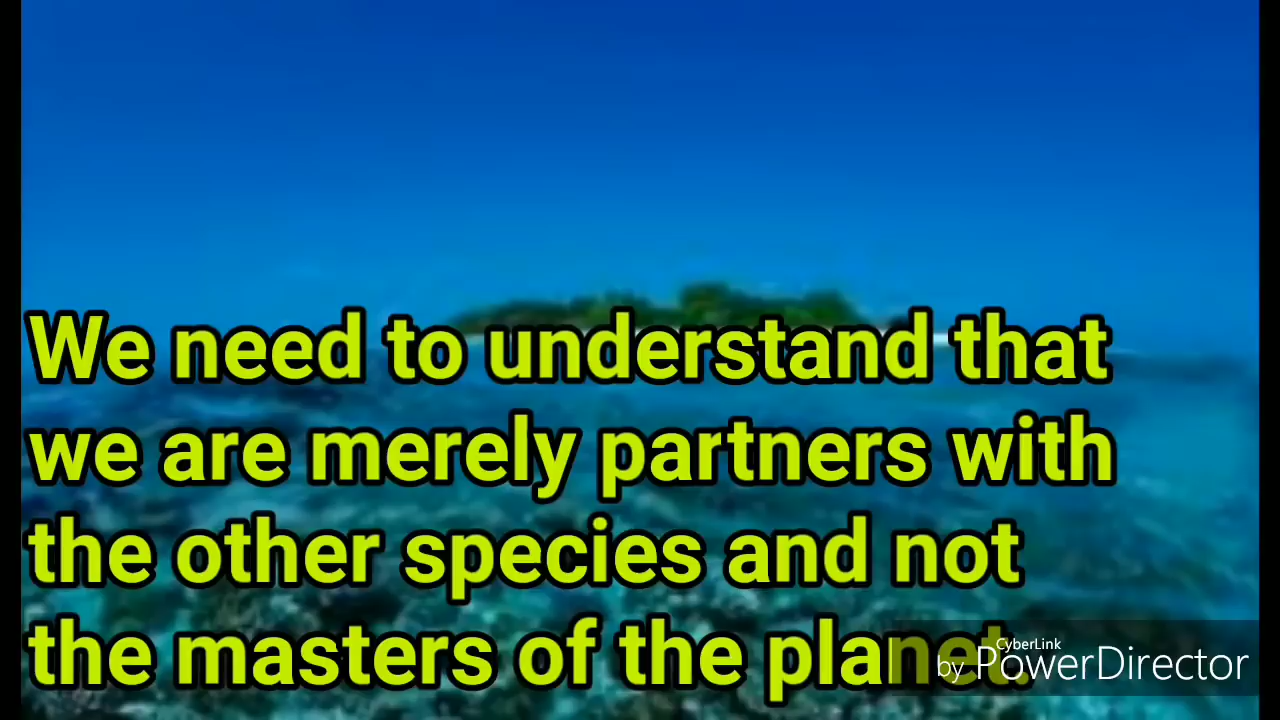 We need to understand that
we are merely partners with
the other species and not
the masters of the planet.
CyberLink
by PowerDirector